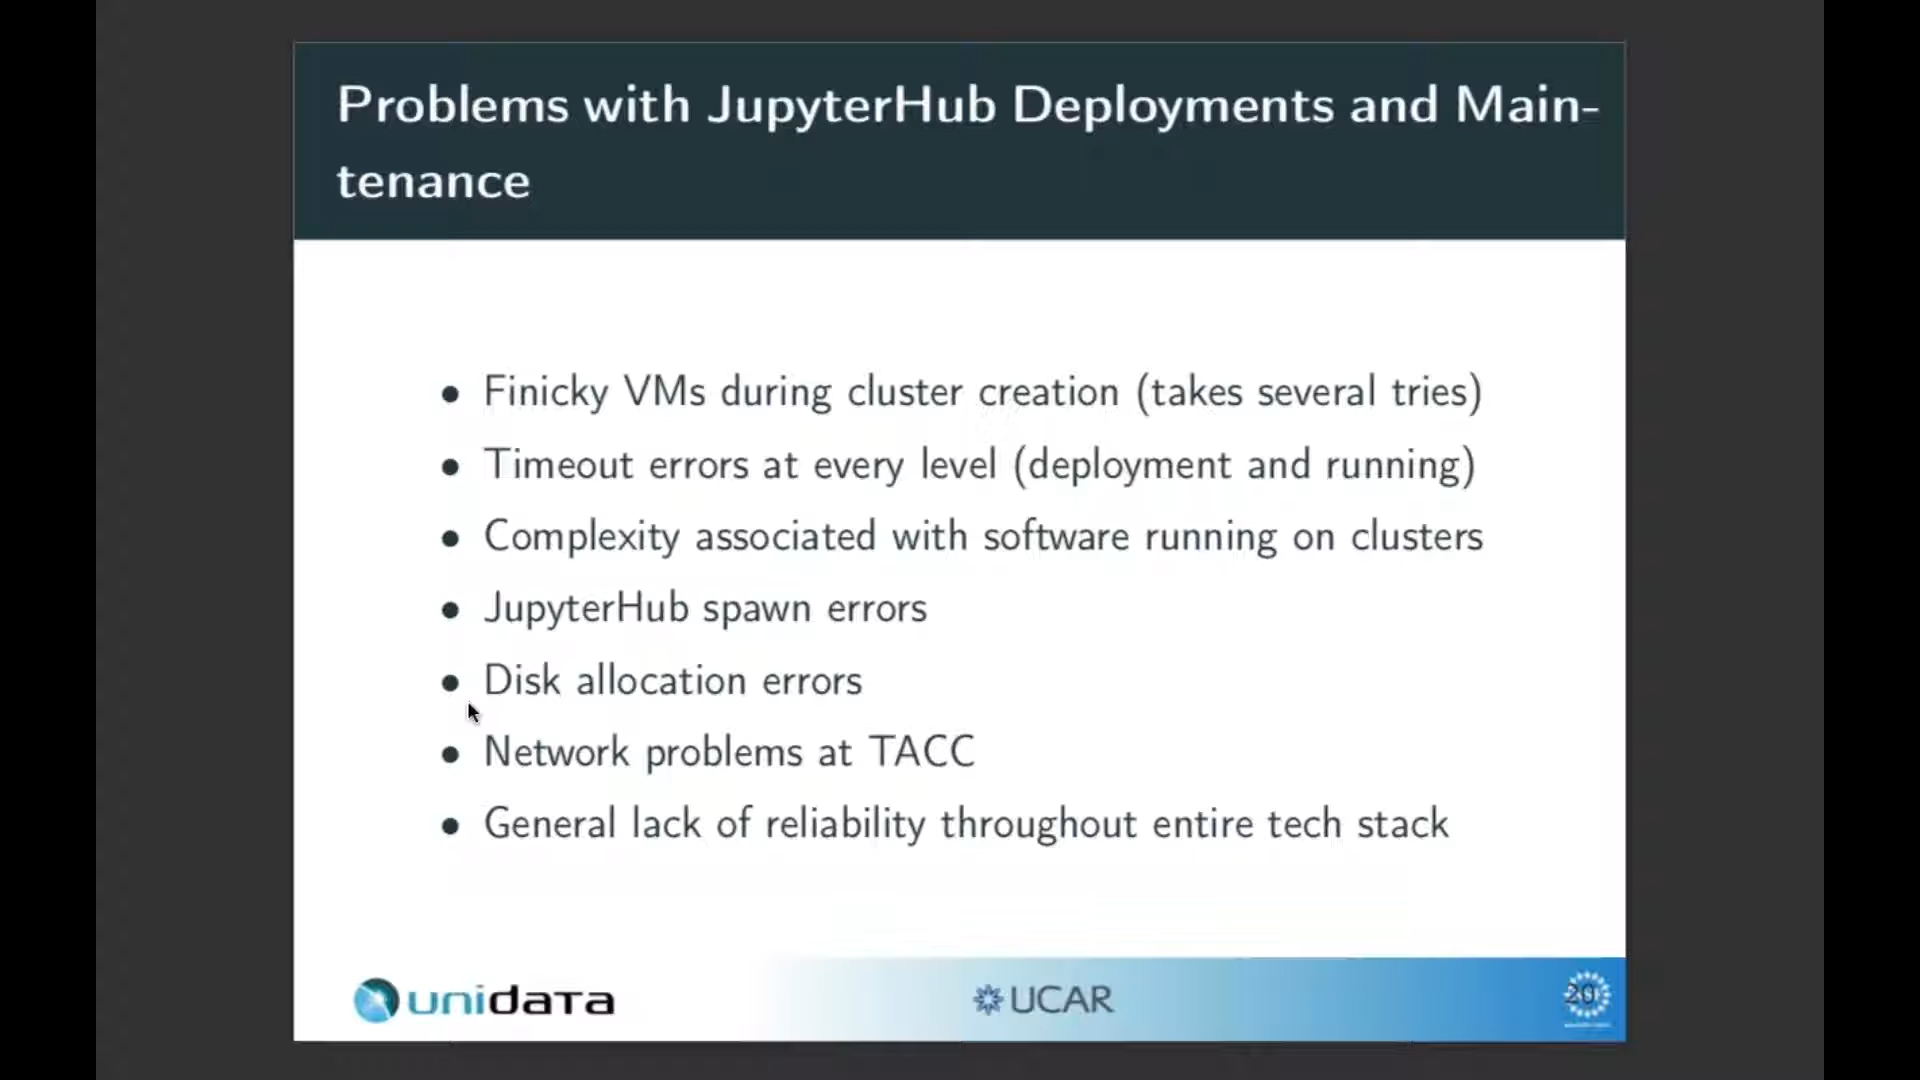 Problems with JupyterHub Deployments and Main-
tenance
• Finicky VMs during cluster creation (takes several tries)
• Timeout errors at every level (deployment and running)
• Complexity associated with software running on clusters
• JupyterHub spawn errors
• Disk allocation errors
• Network problems at TACC
• General lack of reliability throughout entire tech stack
unidata UCAR 20